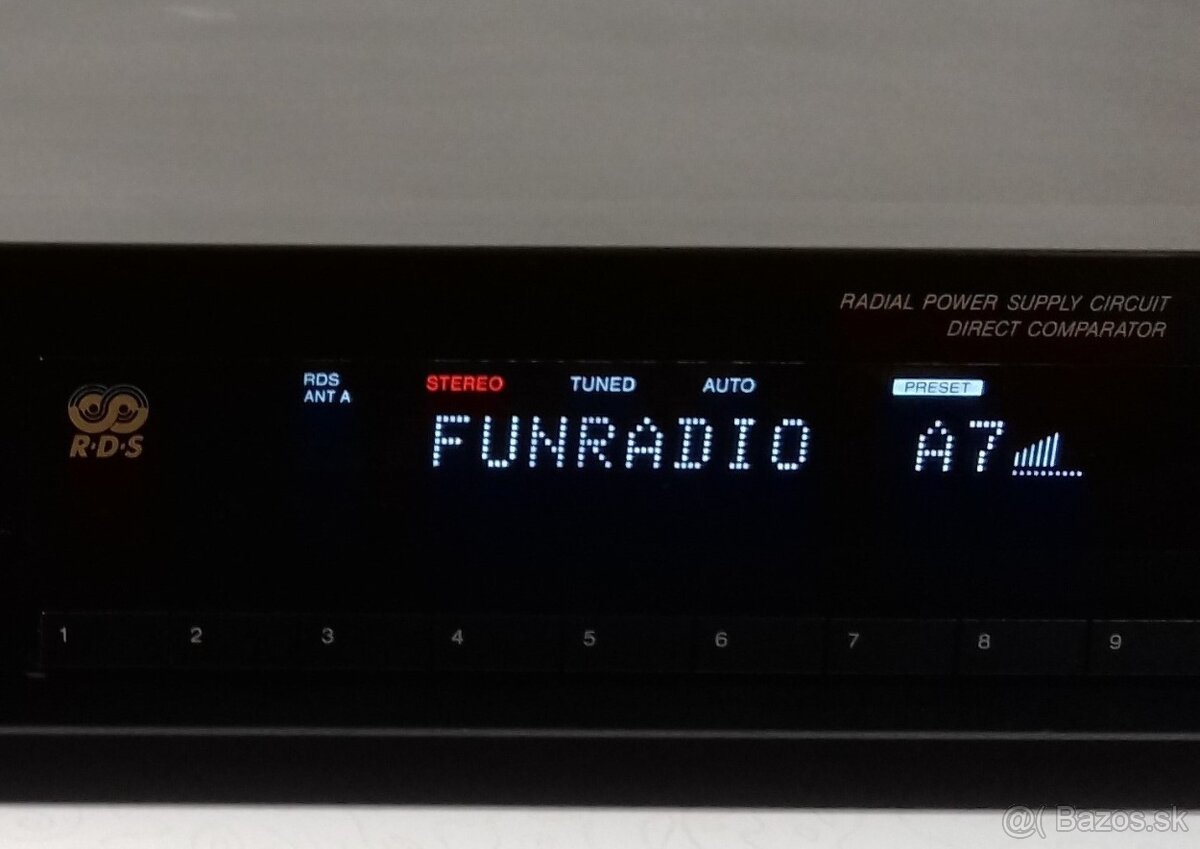 RADIAL POWER SUPPLY CIRCUIT
DIRECT COMPARATOR
RDS
ANT A
STEREO TUNED AUTO PRESET
FUNRADIO A7
R·D·S
1 2 3 4 5 6 7 8 9
@( Bazos.sk